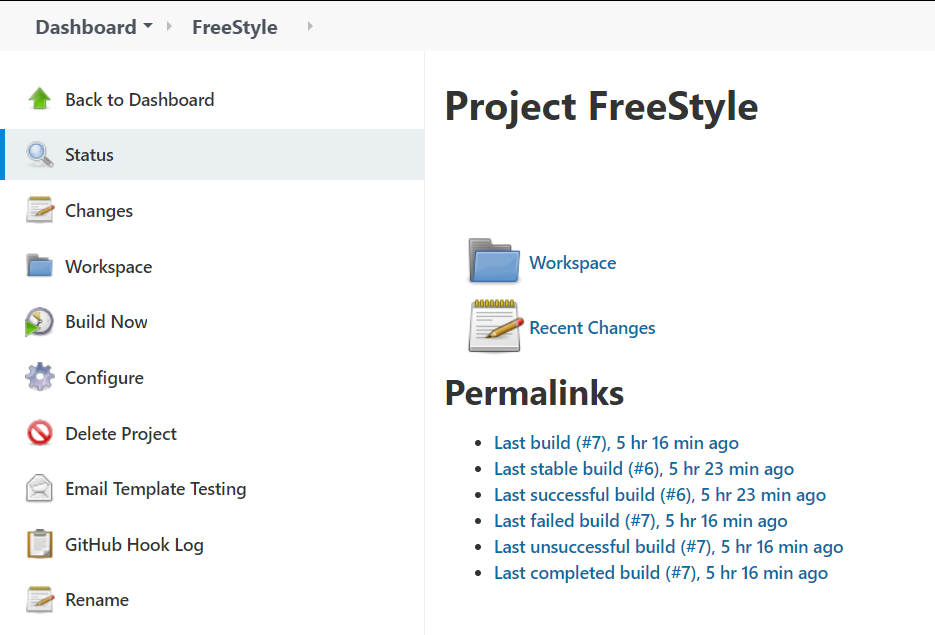 Dashboard FreeStyle
Back to Dashboard
Status
Changes
Workspace
Build Now
Configure
Delete Project
Email Template Testing
GitHub Hook Log
Rename
Project FreeStyle
Workspace
Recent Changes
Permalinks
Last build (#7), 5 hr 16 min ago
Last stable build (#6), 5 hr 23 min ago
Last successful build (#6), 5 hr 23 min ago
Last failed build (#7), 5 hr 16 min ago
Last unsuccessful build (#7), 5 hr 16 min ago
Last completed build (#7), 5 hr 16 min ago